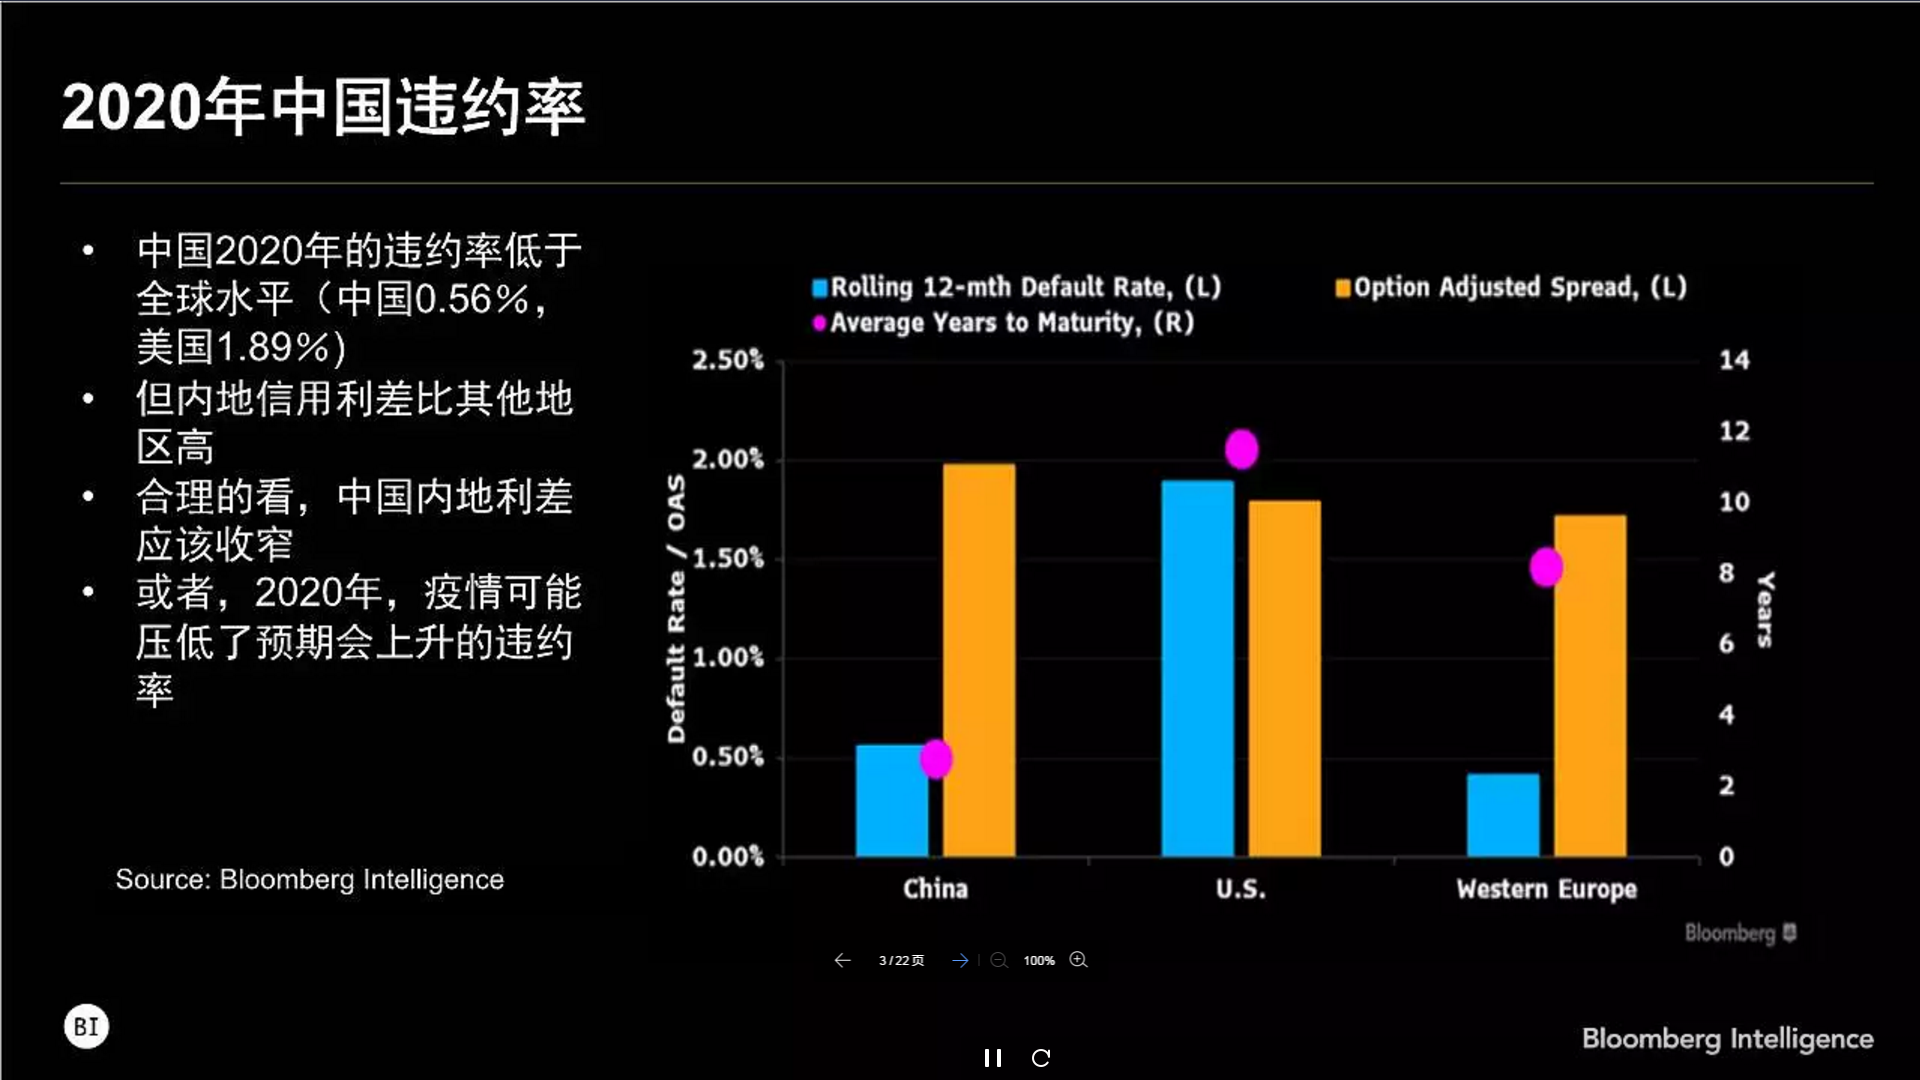 2020年中国违约率
• 中国2020年的违约率低于
全球水平（中国0.56%，
美国1.89%)
• 但内地信用利差比其他地
区高
• 合理的看，中国内地利差
应该收窄
• 或者，2020年，疫情可能
压低了预期会上升的违约
率
Source: Bloomberg Intelligence
Rolling 12-mth Default Rate, (L)
Option Adjusted Spread, (L)
Average Years to Maturity, (R)
Default Rate / OAS
2.50%
2.00%
1.50%
1.00%
0.50%
0.00%
14
12
10
8
6
4
2
0
Years
China
U.S.
Western Europe
Bloomberg
3/22页
100%
BI
Bloomberg Intelligence